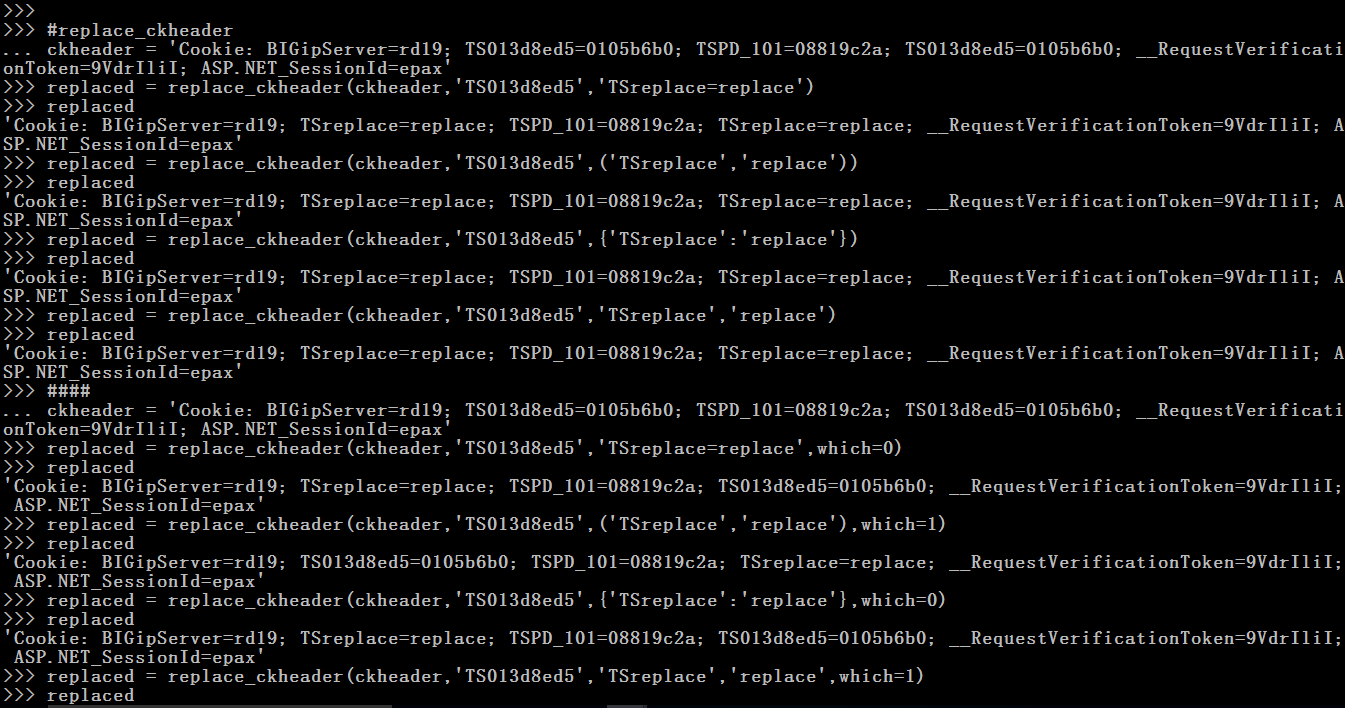 >>>
>>> #replace_ckheader
... ckheader = 'Cookie: BIGipServer=rd19; TS013d8ed5=0105b6b0; TSPD_101=08819c2a; TS013d8ed5=0105b6b0; __RequestVerificati
onToken=9VdrIliI; ASP.NET_SessionId=epax'
>>> replaced = replace_ckheader(ckheader,'TS013d8ed5','TSreplace=replace')
>>> replaced
'Cookie: BIGipServer=rd19; TSreplace=replace; TSPD_101=08819c2a; TSreplace=replace; __RequestVerificationToken=9VdrIliI; A
SP.NET_SessionId=epax'
>>> replaced = replace_ckheader(ckheader,'TS013d8ed5',('TSreplace','replace'))
>>> replaced
'Cookie: BIGipServer=rd19; TSreplace=replace; TSPD_101=08819c2a; TSreplace=replace; __RequestVerificationToken=9VdrIliI; A
SP.NET_SessionId=epax'
>>> replaced = replace_ckheader(ckheader,'TS013d8ed5',{'TSreplace':'replace'})
>>> replaced
'Cookie: BIGipServer=rd19; TSreplace=replace; TSPD_101=08819c2a; TSreplace=replace; __RequestVerificationToken=9VdrIliI; A
SP.NET_SessionId=epax'
>>> replaced = replace_ckheader(ckheader,'TS013d8ed5','TSreplace','replace')
>>> replaced
'Cookie: BIGipServer=rd19; TSreplace=replace; TSPD_101=08819c2a; TSreplace=replace; __RequestVerificationToken=9VdrIliI; A
SP.NET_SessionId=epax'
>>> ####
... ckheader = 'Cookie: BIGipServer=rd19; TS013d8ed5=0105b6b0; TSPD_101=08819c2a; TS013d8ed5=0105b6b0; __RequestVerificati
onToken=9VdrIliI; ASP.NET_SessionId=epax'
>>> replaced = replace_ckheader(ckheader,'TS013d8ed5','TSreplace=replace',which=0)
>>> replaced
'Cookie: BIGipServer=rd19; TSreplace=replace; TSPD_101=08819c2a; TS013d8ed5=0105b6b0; __RequestVerificationToken=9VdrIliI;
 ASP.NET_SessionId=epax'
>>> replaced = replace_ckheader(ckheader,'TS013d8ed5',('TSreplace','replace'),which=1)
>>> replaced
'Cookie: BIGipServer=rd19; TS013d8ed5=0105b6b0; TSPD_101=08819c2a; TSreplace=replace; __RequestVerificationToken=9VdrIliI;
 ASP.NET_SessionId=epax'
>>> replaced = replace_ckheader(ckheader,'TS013d8ed5',{'TSreplace':'replace'},which=0)
>>> replaced
'Cookie: BIGipServer=rd19; TSreplace=replace; TSPD_101=08819c2a; TS013d8ed5=0105b6b0; __RequestVerificationToken=9VdrIliI;
 ASP.NET_SessionId=epax'
>>> replaced = replace_ckheader(ckheader,'TS013d8ed5','TSreplace','replace',which=1)
>>> replaced